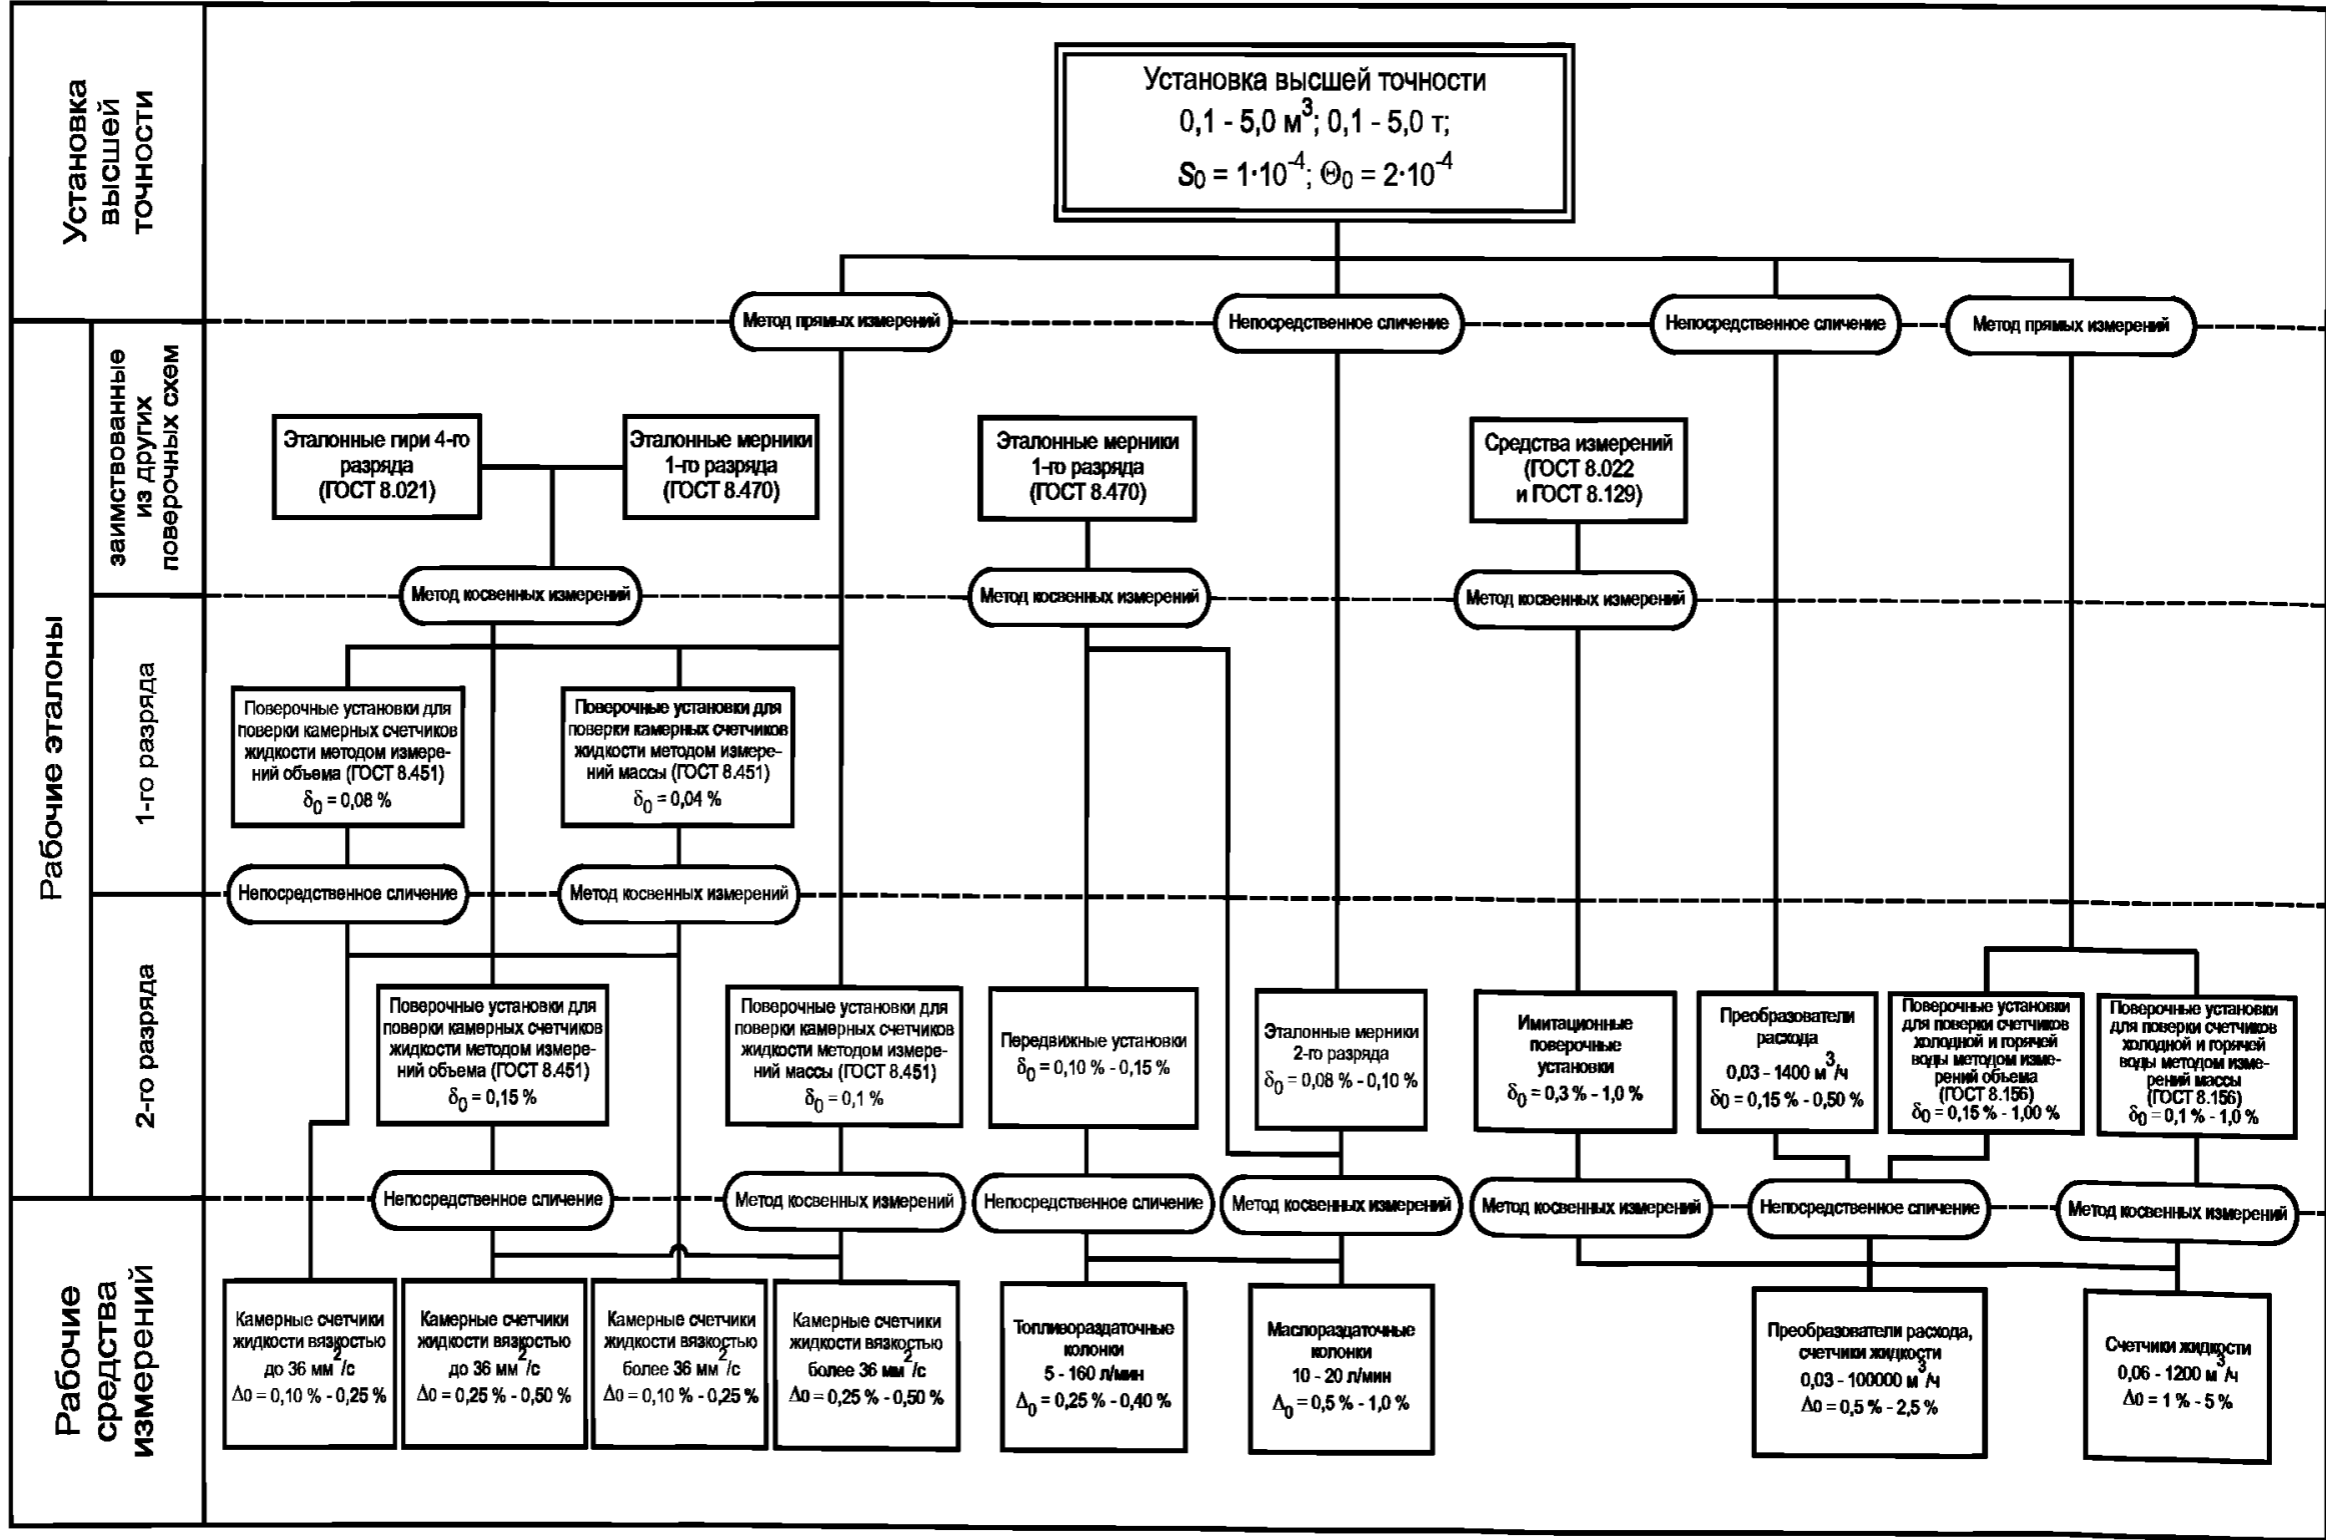 Установка
высшей
точности
Установка высшей точности
0,1 - 5,0 м³; 0,1 - 5,0 т;
S₀ = 1·10⁻⁴; Θ₀ = 2·10⁻⁴
Метод прямых измерений
Непосредственное сличение
Непосредственное сличение
Метод прямых измерений
Рабочие эталоны
заимствованные
из других
поверочных схем
Эталонные гири 4-го
разряда
(ГОСТ 8.021)
Эталонные мерники
1-го разряда
(ГОСТ 8.470)
Эталонные мерники
1-го разряда
(ГОСТ 8.470)
Средства измерений
(ГОСТ 8.022
и ГОСТ 8.129)
Метод косвенных измерений
Метод косвенных измерений
Метод косвенных измерений
1-го разряда
Поверочные установки для
поверки камерных счетчиков
жидкости методом измере-
ний объема (ГОСТ 8.451)
δ₀ = 0,08 %
Поверочные установки для
поверки камерных счетчиков
жидкости методом измере-
ний массы (ГОСТ 8.451)
δ₀ = 0,04 %
Непосредственное сличение
Метод косвенных измерений
2-го разряда
Поверочные установки для
поверки камерных счетчиков
жидкости методом измере-
ний объема (ГОСТ 8.451)
δ₀ = 0,15 %
Поверочные установки для
поверки камерных счетчиков
жидкости методом измере-
ний массы (ГОСТ 8.451)
δ₀ = 0,1 %
Передвижные установки
δ₀ = 0,10 % - 0,15 %
Эталонные мерники
2-го разряда
δ₀ = 0,08 % - 0,10 %
Имитационные
поверочные
установки
δ₀ = 0,3 % - 1,0 %
Преобразователи
расхода
0,03 - 1400 м³/ч
δ₀ = 0,15 % - 0,50 %
Поверочные установки
для поверки счетчиков
холодной и горячей
воды методом изме-
рений объема
(ГОСТ 8.156)
δ₀ = 0,15 % - 1,00 %
Поверочные установки
для поверки счетчиков
холодной и горячей
воды методом изме-
рений массы
(ГОСТ 8.156)
δ₀ = 0,1 % - 1,0 %
Непосредственное сличение
Метод косвенных измерений
Непосредственное сличение
Метод косвенных измерений
Метод косвенных измерений
Непосредственное сличение
Метод косвенных измерений
Рабочие
средства
измерений
Камерные счетчики
жидкости вязкостью
до 36 мм²/с
Δ₀ = 0,10 % - 0,25 %
Камерные счетчики
жидкости вязкостью
до 36 мм²/с
Δ₀ = 0,25 % - 0,50 %
Камерные счетчики
жидкости вязкостью
более 36 мм²/с
Δ₀ = 0,10 % - 0,25 %
Камерные счетчики
жидкости вязкостью
более 36 мм²/с
Δ₀ = 0,25 % - 0,50 %
Топливораздаточные
колонки
5 - 160 л/мин
Δ₀ = 0,25 % - 0,40 %
Маслораздаточные
колонки
10 - 20 л/мин
Δ₀ = 0,5 % - 1,0 %
Преобразователи расхода,
счетчики жидкости
0,03 - 100000 м³/ч
Δ₀ = 0,5 % - 2,5 %
Счетчики жидкости
0,06 - 1200 м³/ч
Δ₀ = 1 % - 5 %